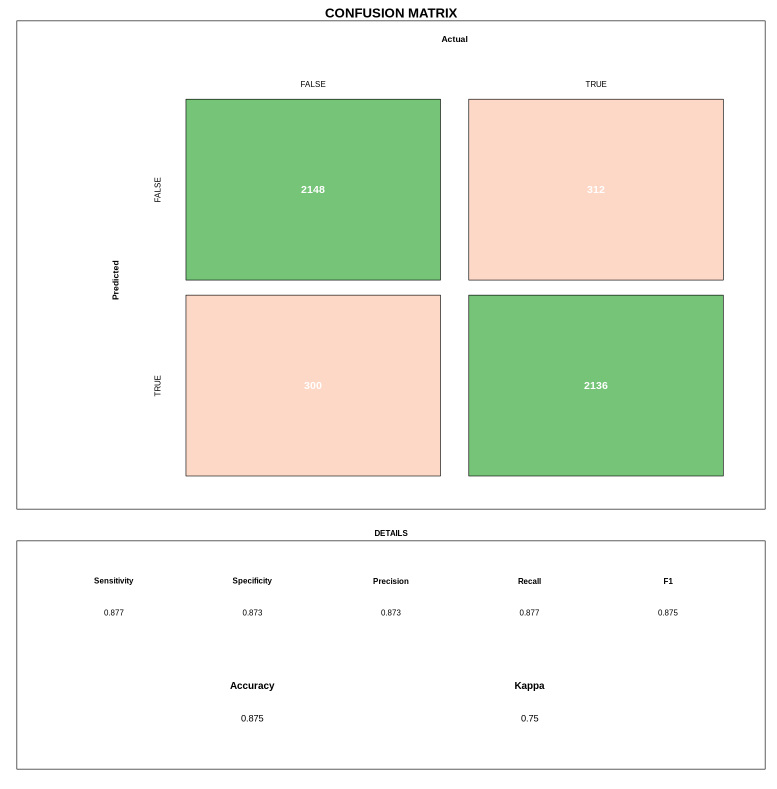 CONFUSION MATRIX
Actual
FALSE TRUE
FALSE
2148 312
Predicted
TRUE
300 2136
DETAILS
Sensitivity Specificity Precision Recall F1
0.877 0.873 0.873 0.877 0.875
Accuracy Kappa
0.875 0.75